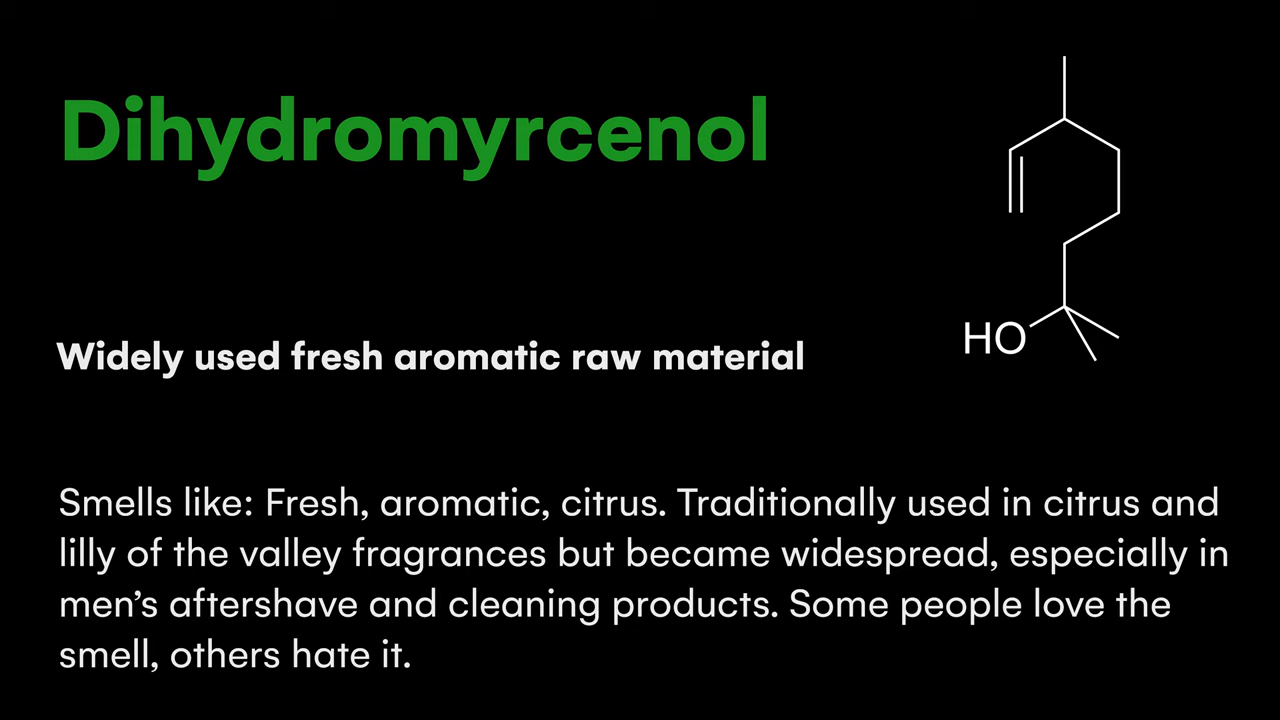 Dihydromyrcenol
HO
Widely used fresh aromatic raw material
Smells like: Fresh, aromatic, citrus. Traditionally used in citrus and
lilly of the valley fragrances but became widespread, especially in
men’s aftershave and cleaning products. Some people love the
smell, others hate it.